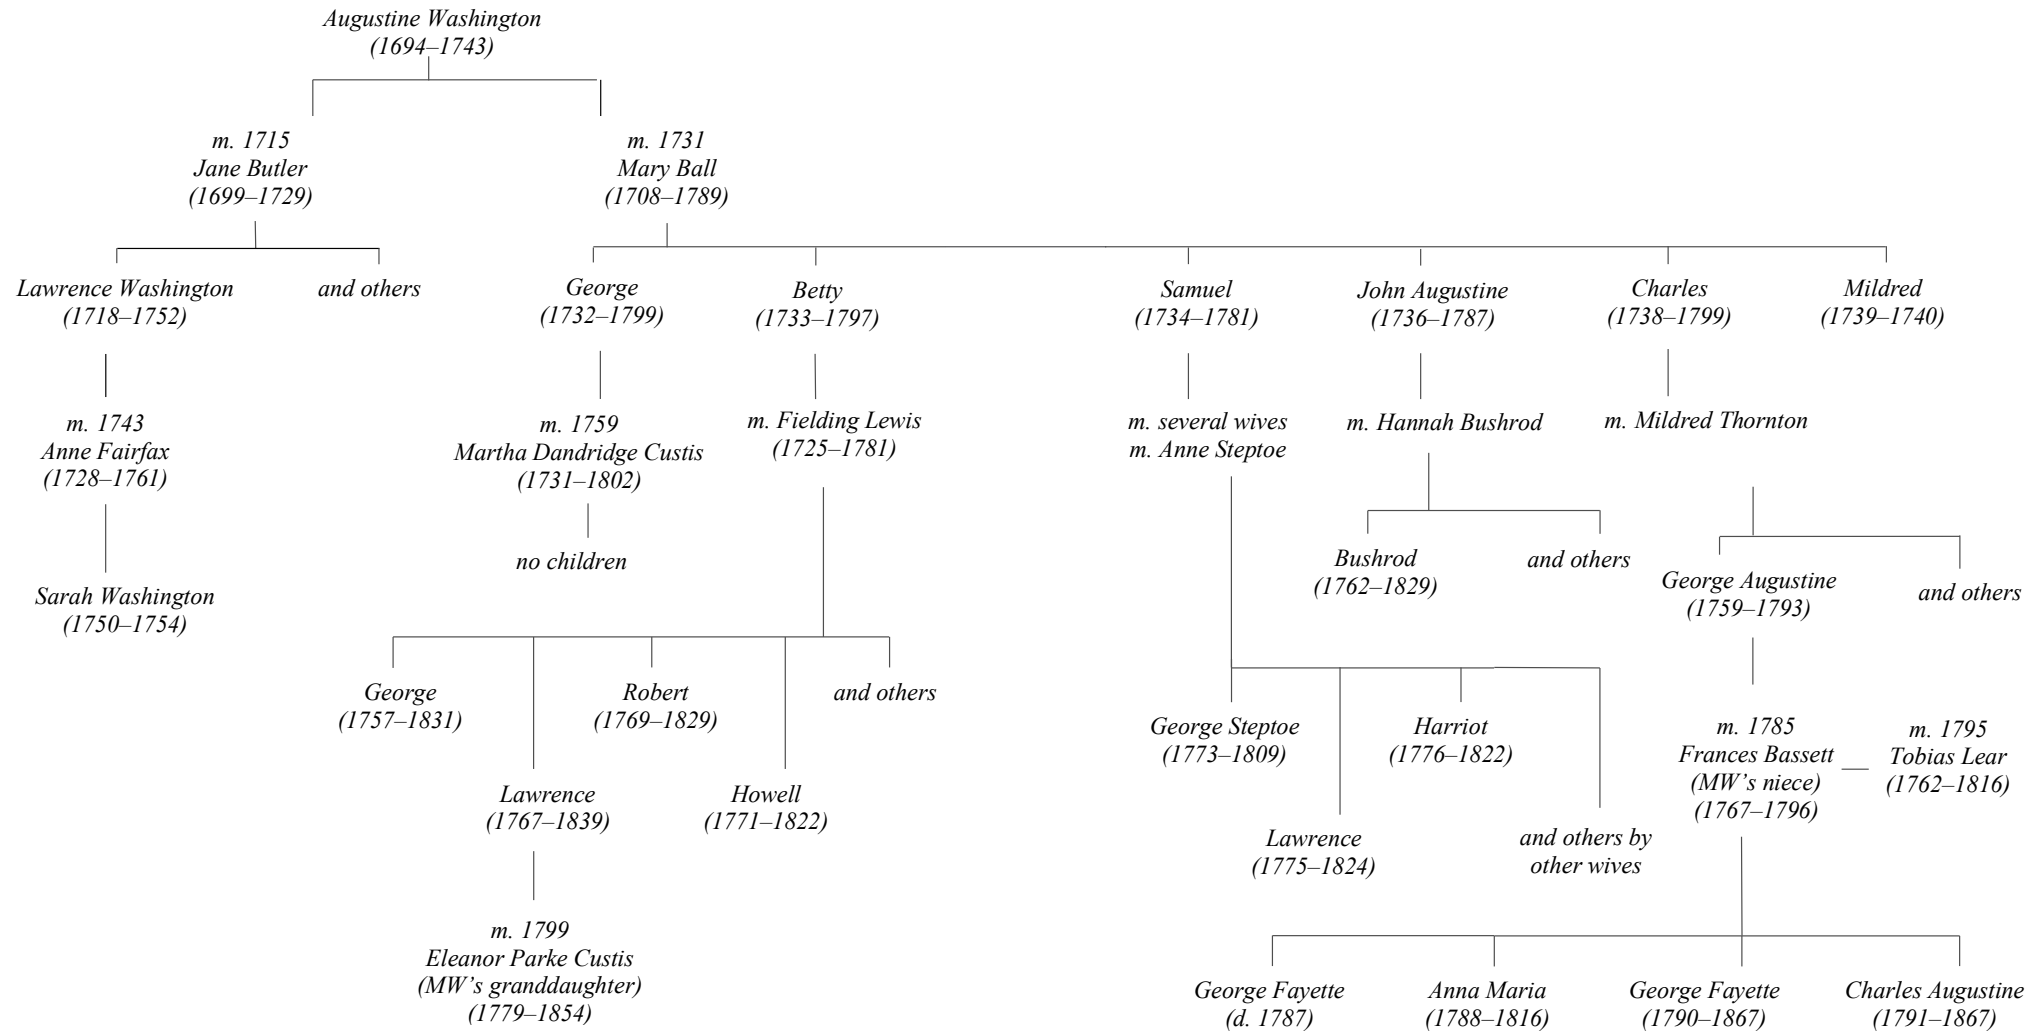 Augustine Washington
(1694–1743)
m. 1715
Jane Butler
(1699–1729)
m. 1731
Mary Ball
(1708–1789)
Lawrence Washington
(1718–1752)
and others
George
(1732–1799)
Betty
(1733–1797)
Samuel
(1734–1781)
John Augustine
(1736–1787)
Charles
(1738–1799)
Mildred
(1739–1740)
m. 1743
Anne Fairfax
(1728–1761)
m. 1759
Martha Dandridge Custis
(1731–1802)
m. Fielding Lewis
(1725–1781)
m. several wives
m. Anne Steptoe
m. Hannah Bushrod
m. Mildred Thornton
no children
Bushrod
(1762–1829)
and others
George Augustine
(1759–1793)
and others
Sarah Washington
(1750–1754)
George
(1757–1831)
Robert
(1769–1829)
and others
George Steptoe
(1773–1809)
Harriot
(1776–1822)
m. 1785
Frances Bassett
(MW’s niece)
(1767–1796)
m. 1795
Tobias Lear
(1762–1816)
Lawrence
(1767–1839)
Howell
(1771–1822)
Lawrence
(1775–1824)
and others by
other wives
m. 1799
Eleanor Parke Custis
(MW’s granddaughter)
(1779–1854)
George Fayette
(d. 1787)
Anna Maria
(1788–1816)
George Fayette
(1790–1867)
Charles Augustine
(1791–1867)